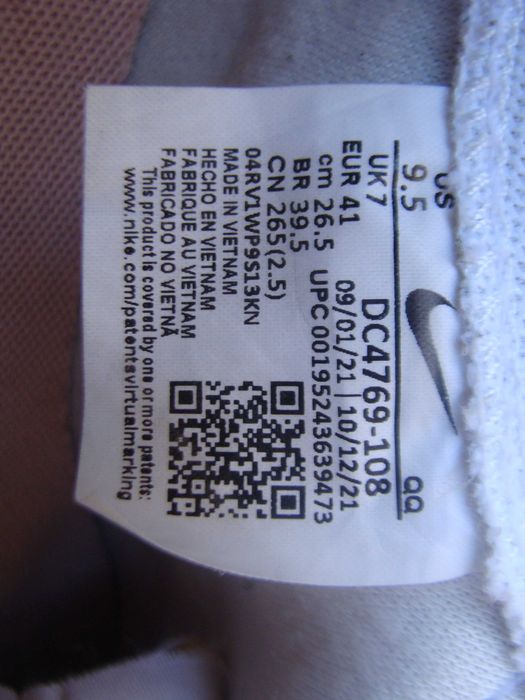 US
9.5
QQ
UK 7
DC4769-108
EUR 41
09/01/21 | 10/12/21
cm 26.5
UPC 00195243639473
BR 39.5
CN 265(2.5)
04RV1WP9S13KN
MADE IN VIETNAM
HECHO EN VIETNAM
FABRIQUE AU VIETNAM
FABRICADO NO VIETNÃ
This product is covered by one or more patents:
www.nike.com/patentsvirtualmarking